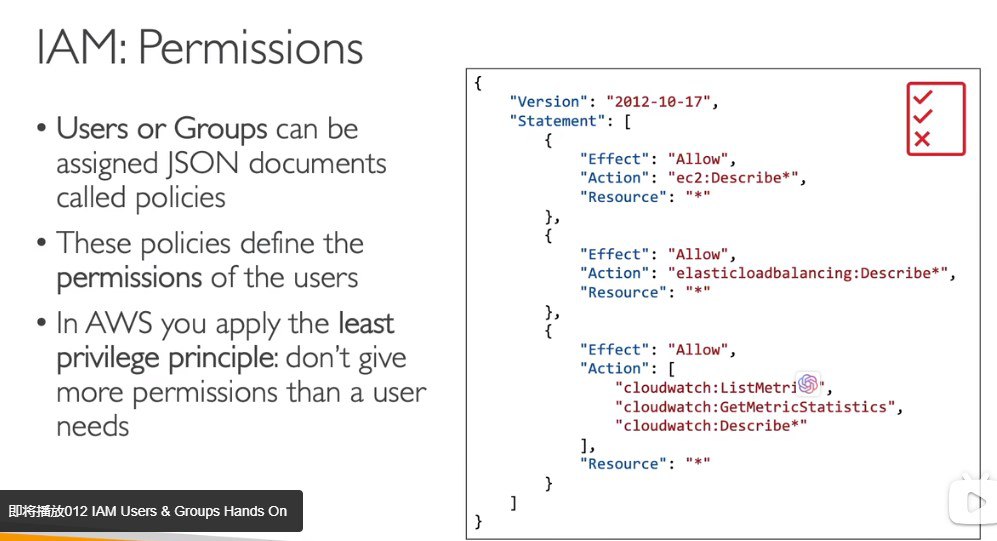 IAM: Permissions
• Users or Groups can be
assigned JSON documents
called policies
• These policies define the
permissions of the users
• In AWS you apply the least
privilege principle: don't give
more permissions than a user
needs
{
    "Version": "2012-10-17",
    "Statement": [
        {
            "Effect": "Allow",
            "Action": "ec2:Describe*",
            "Resource": "*"
        },
        {
            "Effect": "Allow",
            "Action": "elasticloadbalancing:Describe*",
            "Resource": "*"
        },
        {
            "Effect": "Allow",
            "Action": [
                "cloudwatch:ListMetri",
                "cloudwatch:GetMetricStatistics",
                "cloudwatch:Describe*"
            ],
            "Resource": "*"
        }
    ]
}
即将播放012 IAM Users & Groups Hands On